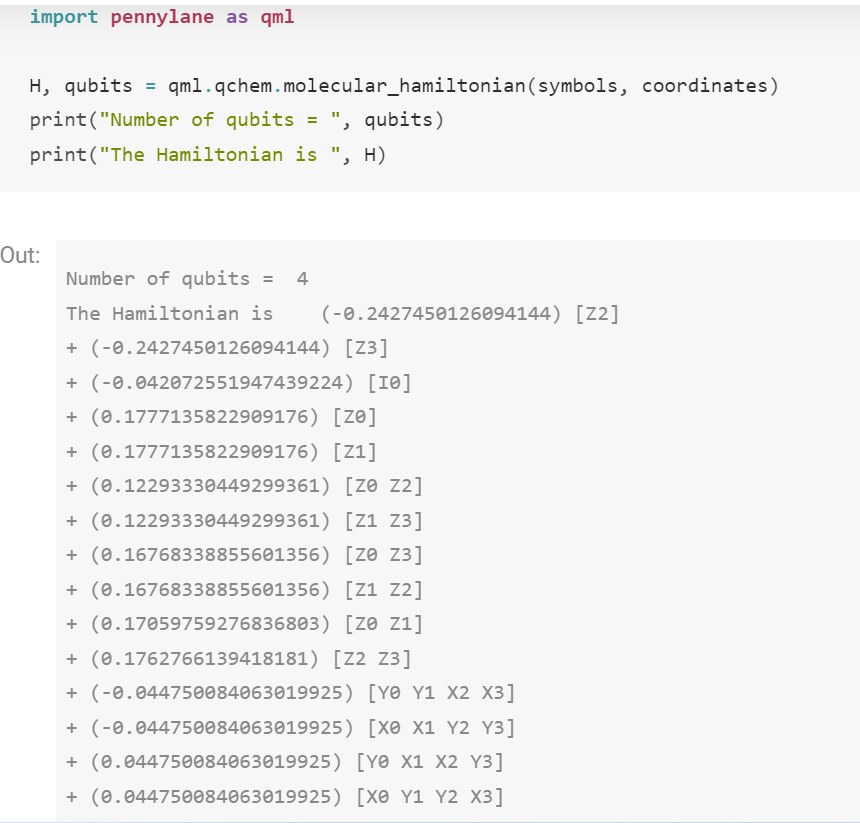 import pennylane as qml
H, qubits = qml.qchem.molecular_hamiltonian(symbols, coordinates)
print("Number of qubits = ", qubits)
print("The Hamiltonian is ", H)
Out:
Number of qubits =  4
The Hamiltonian is    (-0.2427450126094144) [Z2]
+ (-0.2427450126094144) [Z3]
+ (-0.042072551947439224) [I0]
+ (0.1777135822909176) [Z0]
+ (0.1777135822909176) [Z1]
+ (0.12293330449299361) [Z0 Z2]
+ (0.12293330449299361) [Z1 Z3]
+ (0.16768338855601356) [Z0 Z3]
+ (0.16768338855601356) [Z1 Z2]
+ (0.17059759276836803) [Z0 Z1]
+ (0.1762766139418181) [Z2 Z3]
+ (-0.044750084063019925) [Y0 Y1 X2 X3]
+ (-0.044750084063019925) [X0 X1 Y2 Y3]
+ (0.044750084063019925) [Y0 X1 X2 Y3]
+ (0.044750084063019925) [X0 Y1 Y2 X3]